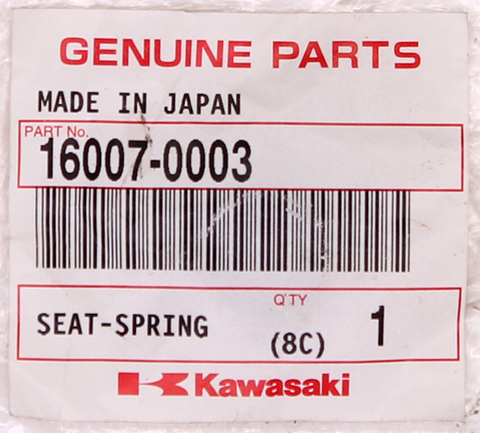 GENUINE PARTS
MADE IN JAPAN
PART No.
16007-0003
Q'TY
SEAT-SPRING (8C) 1
Kawasaki